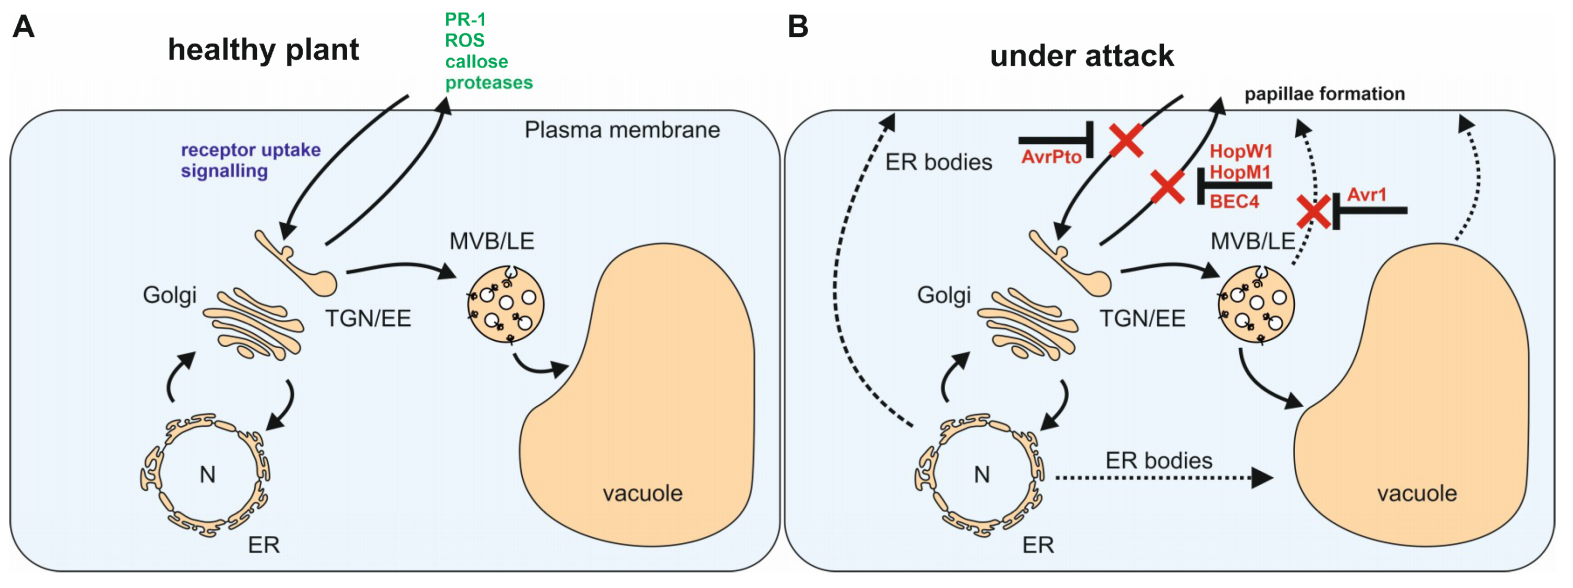 A
healthy plant
PR-1
ROS
callose
proteases
Plasma membrane
receptor uptake
signalling
MVB/LE
Golgi
TGN/EE
N
vacuole
ER
B
under attack
papillae formation
ER bodies
AvrPto
HopW1
HopM1
BEC4
Avr1
MVB/LE
Golgi
TGN/EE
ER bodies
N
vacuole
ER